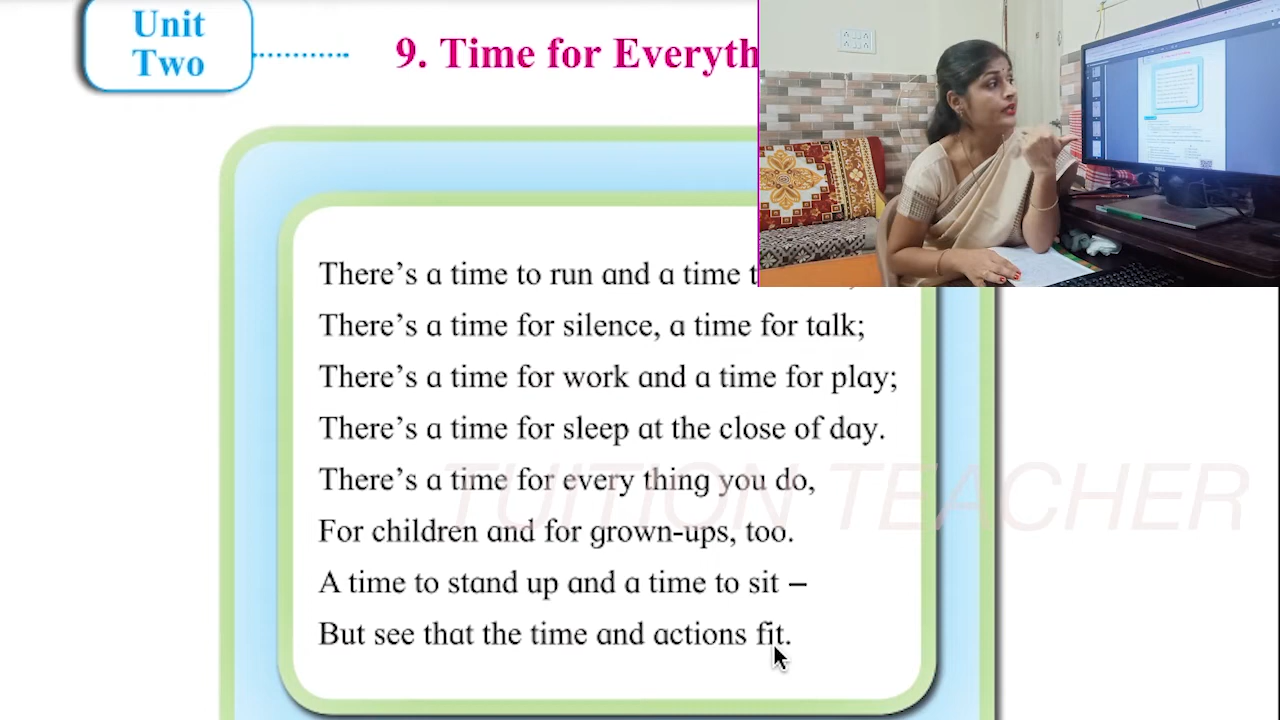 Unit
Two
9. Time for Everyth
There's a time to run and a time t
There's a time for silence, a time for talk;
There's a time for work and a time for play;
There's a time for sleep at the close of day.
There's a time for every thing you do,
For children and for grown-ups, too.
A time to stand up and a time to sit –
But see that the time and actions fit.
TUITION TEACHER
DELL